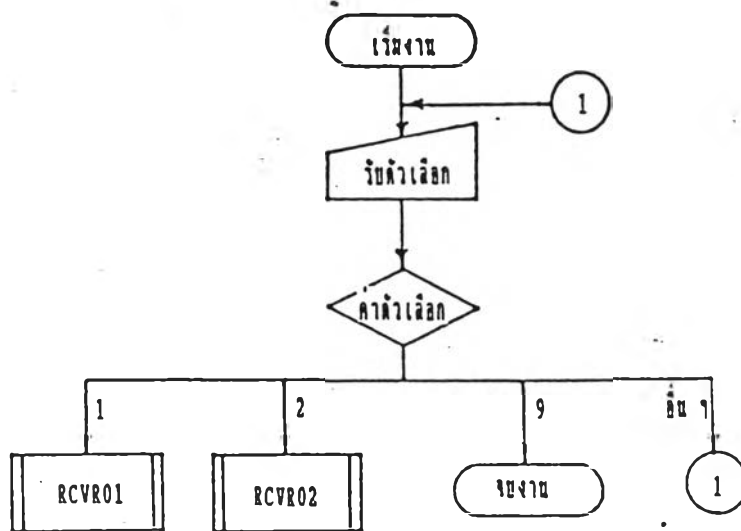 เริ่มงาน
1
รับตัวเลือก
ค่าตัวเลือก
1
2
9
อื่น ๆ
RCVR01
RCVR02
จบงาน
1